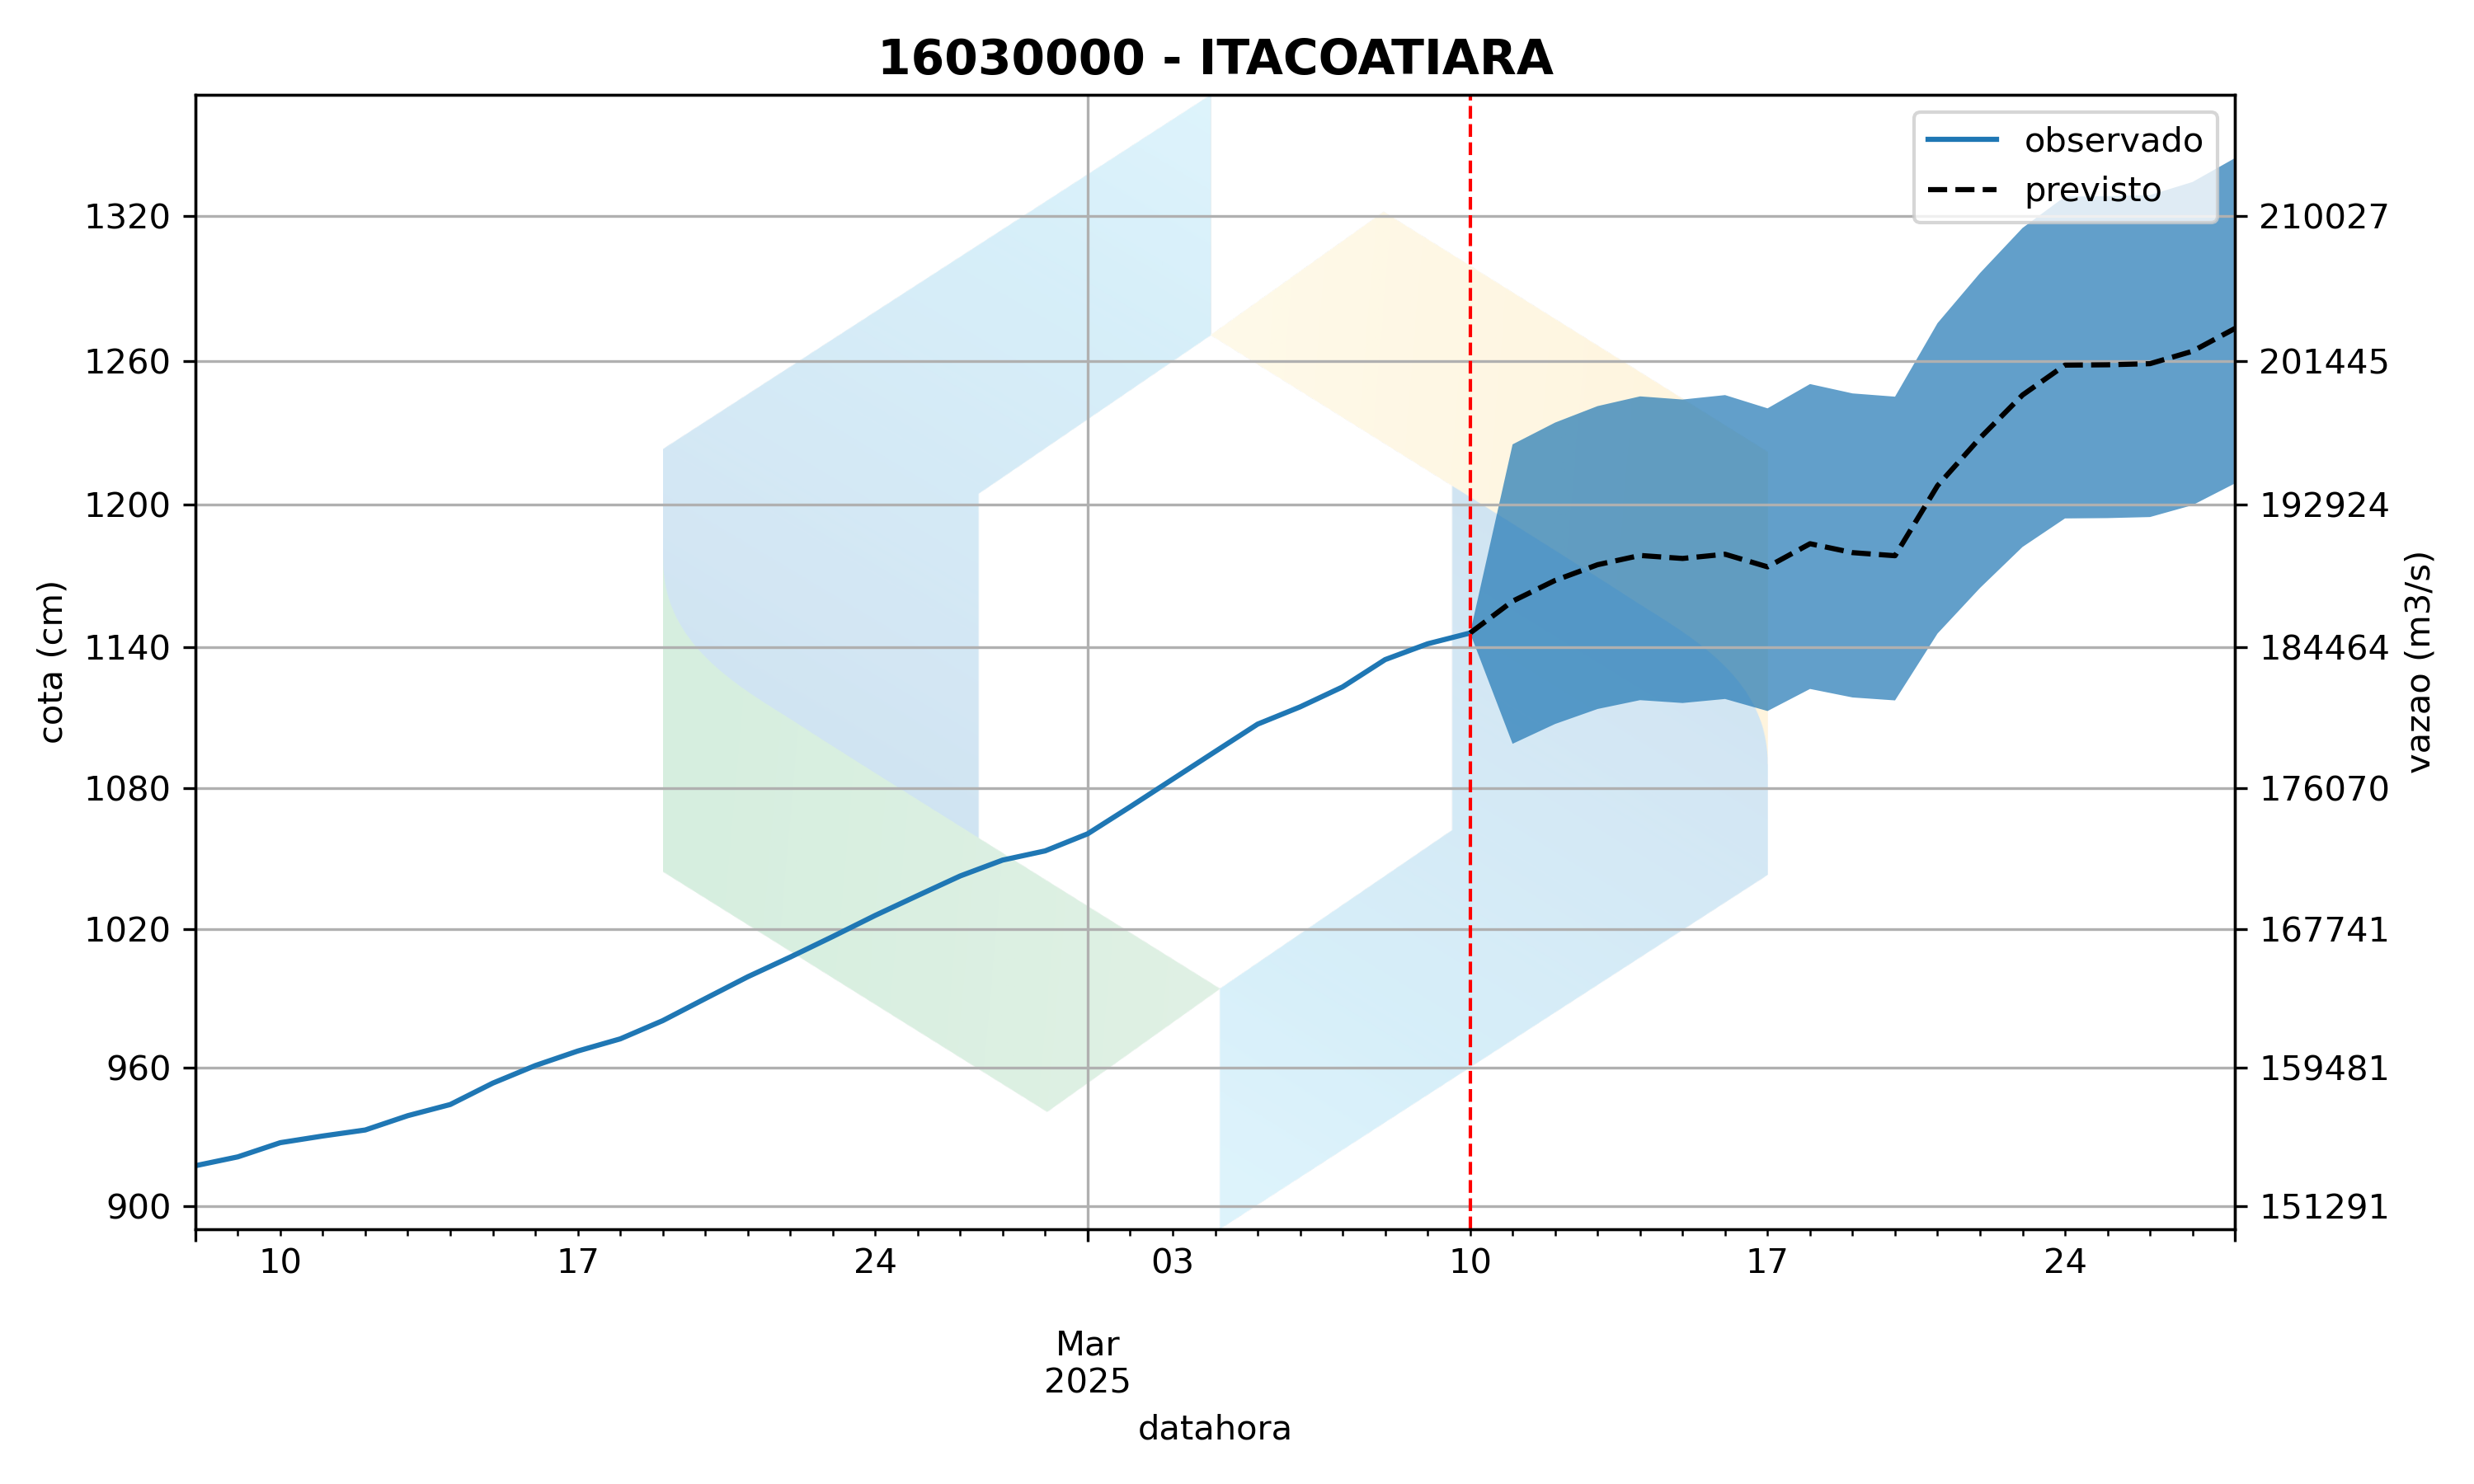 16030000 - ITACOATIARA
observado
previsto
1320
1260
1200
1140
1080
1020
960
900
cota (cm)
210027
201445
192924
184464
176070
167741
159481
151291
vazao (m3/s)
10 17 24 03 10 17 24
Mar
2025
datahora